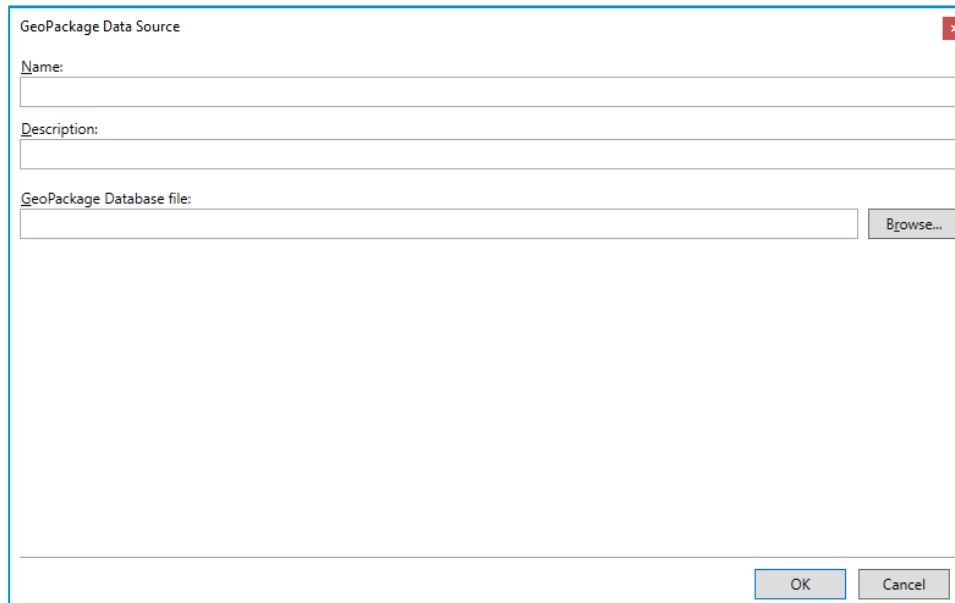 GeoPackage Data Source
Name:
Description:
GeoPackage Database file:
Browse...
OK Cancel